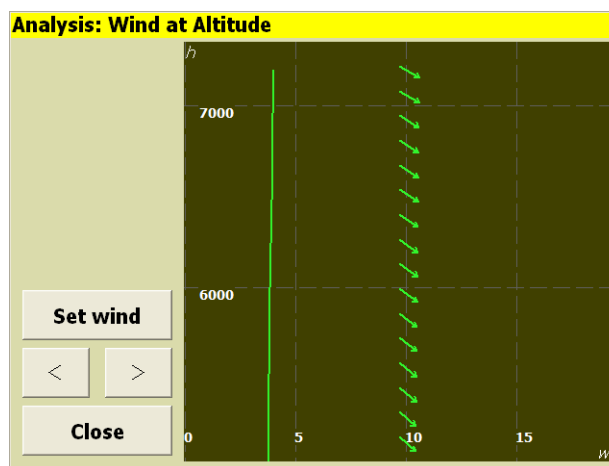 Analysis: Wind at Altitude
h
7000
6000
Set wind
< >
Close
0 5 10 15
w